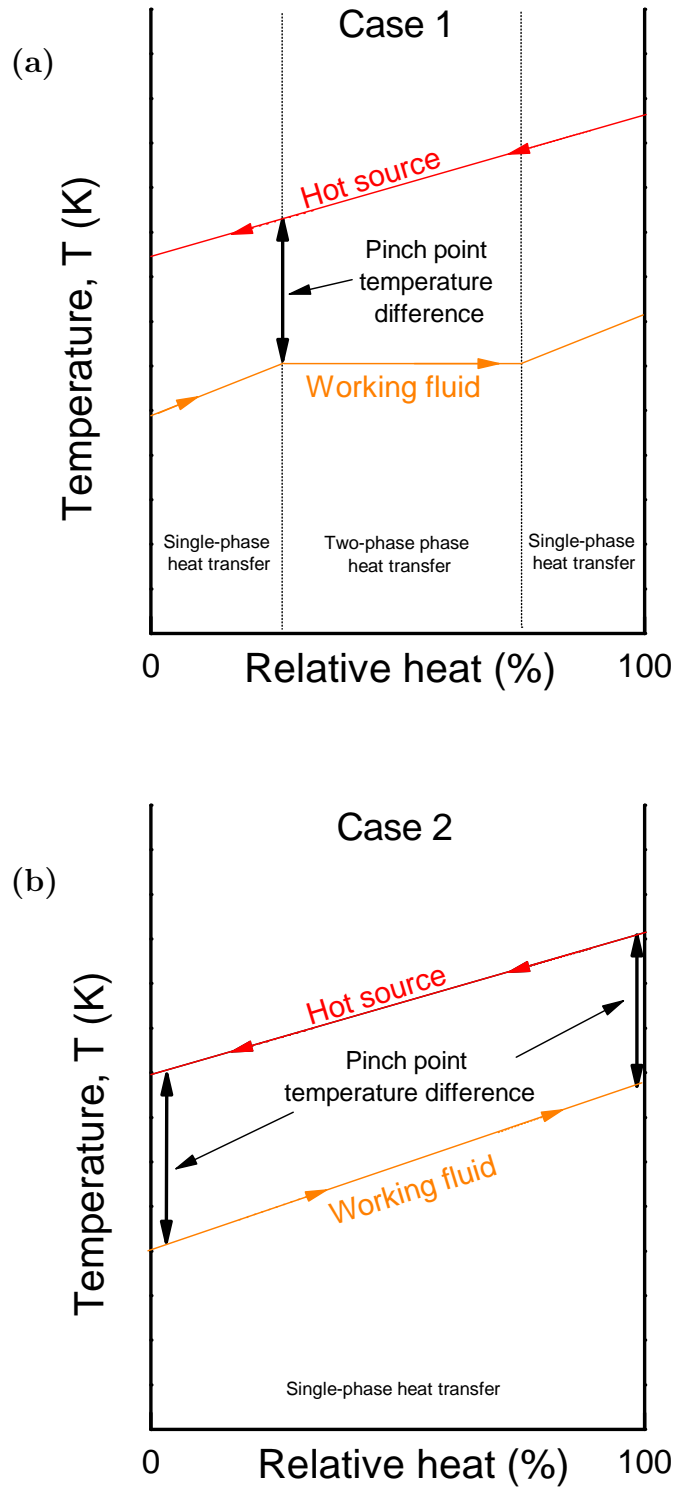 Case 1
(a)
Temperature, T (K)
Hot source
Pinch point
temperature
difference
Working fluid
Single-phase
heat transfer
Two-phase phase
heat transfer
Single-phase
heat transfer
0
Relative heat (%)
100
Case 2
(b)
Temperature, T (K)
Hot source
Pinch point
temperature difference
Working fluid
Single-phase heat transfer
0
Relative heat (%)
100